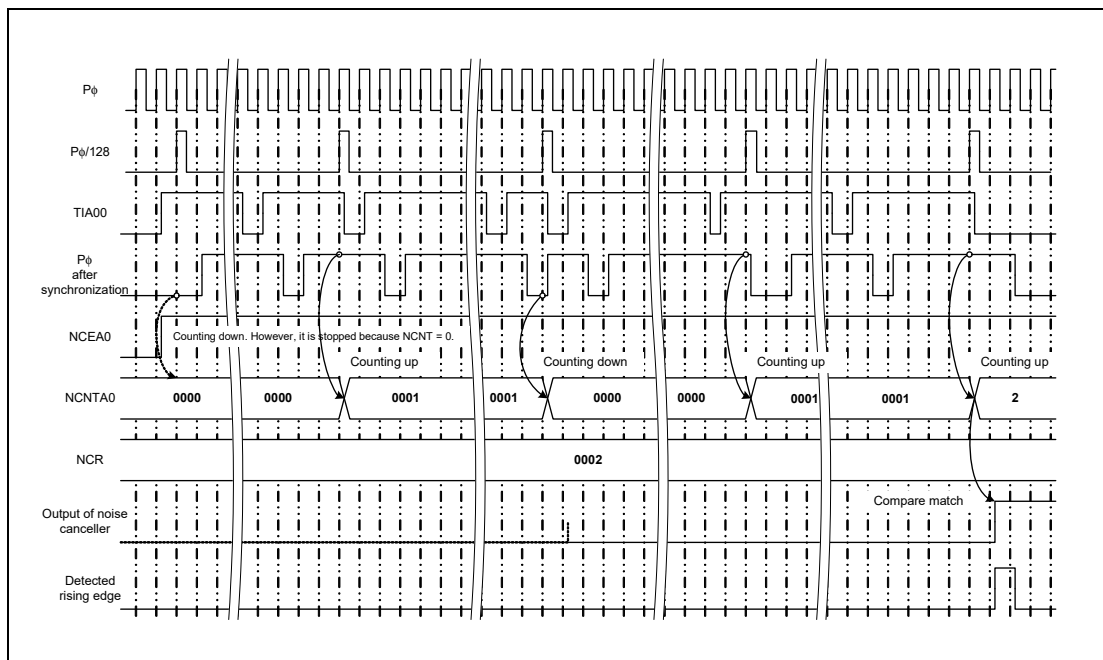 Pϕ
Pϕ/128
TIA00
Pϕ
after
synchronization
NCEA0
Counting down. However, it is stopped because NCNT = 0.
Counting up
Counting down
Counting up
Counting up
NCNTA0
0000
0000
0001
0001
0000
0000
0001
0001
2
NCR
0002
Output of noise
canceller
Compare match
Detected
rising edge